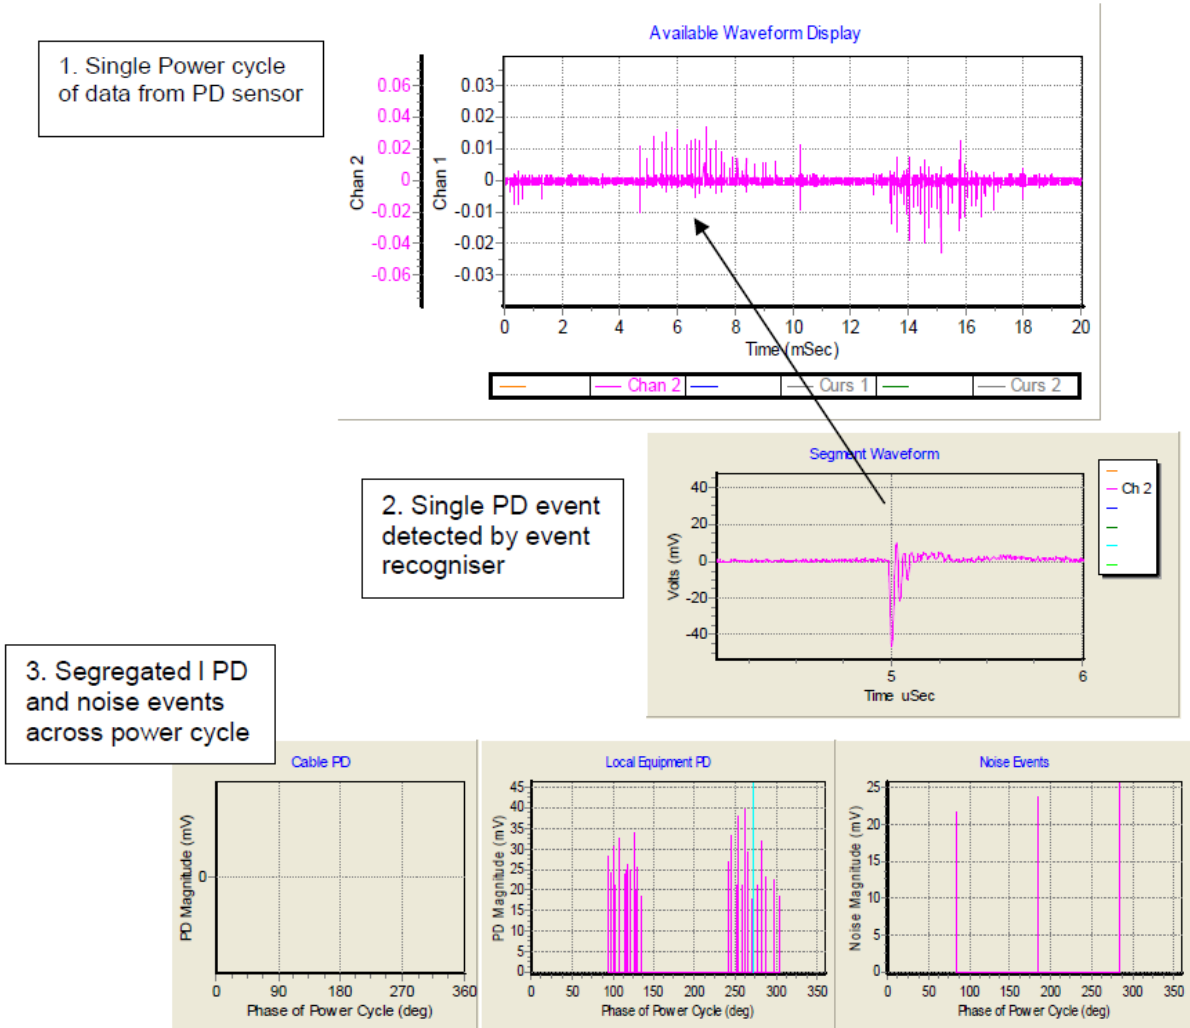 Available Waveform Display
1. Single Power cycle
of data from PD sensor
Chan 2
0.06
0.04
0.02
0
-0.02
-0.04
-0.06
Chan 1
0.03
0.02
0.01
0
-0.01
-0.02
-0.03
0 2 4 6 8 10 12 14 16 18 20
Time (mSec)
Chan 2 Curs 1 Curs 2
Segment Waveform
2. Single PD event
detected by event
recogniser
Volts (mV)
40
20
0
-20
-40
5 6
Time uSec
Ch 2
3. Segregated l PD
and noise events
across power cycle
Cable PD
PD Magnitude (mV)
0
0 90 180 270 360
Phase of Power Cycle (deg)
Local Equipment PD
PD Magnitude (mV)
45
40
35
30
25
20
15
10
5
0
0 50 100 150 200 250 300 350
Phase of Power Cycle (deg)
Noise Events
Noise Magnitude (mV)
25
20
15
10
5
0
0 50 100 150 200 250 300 350
Phase of Power Cycle (deg)